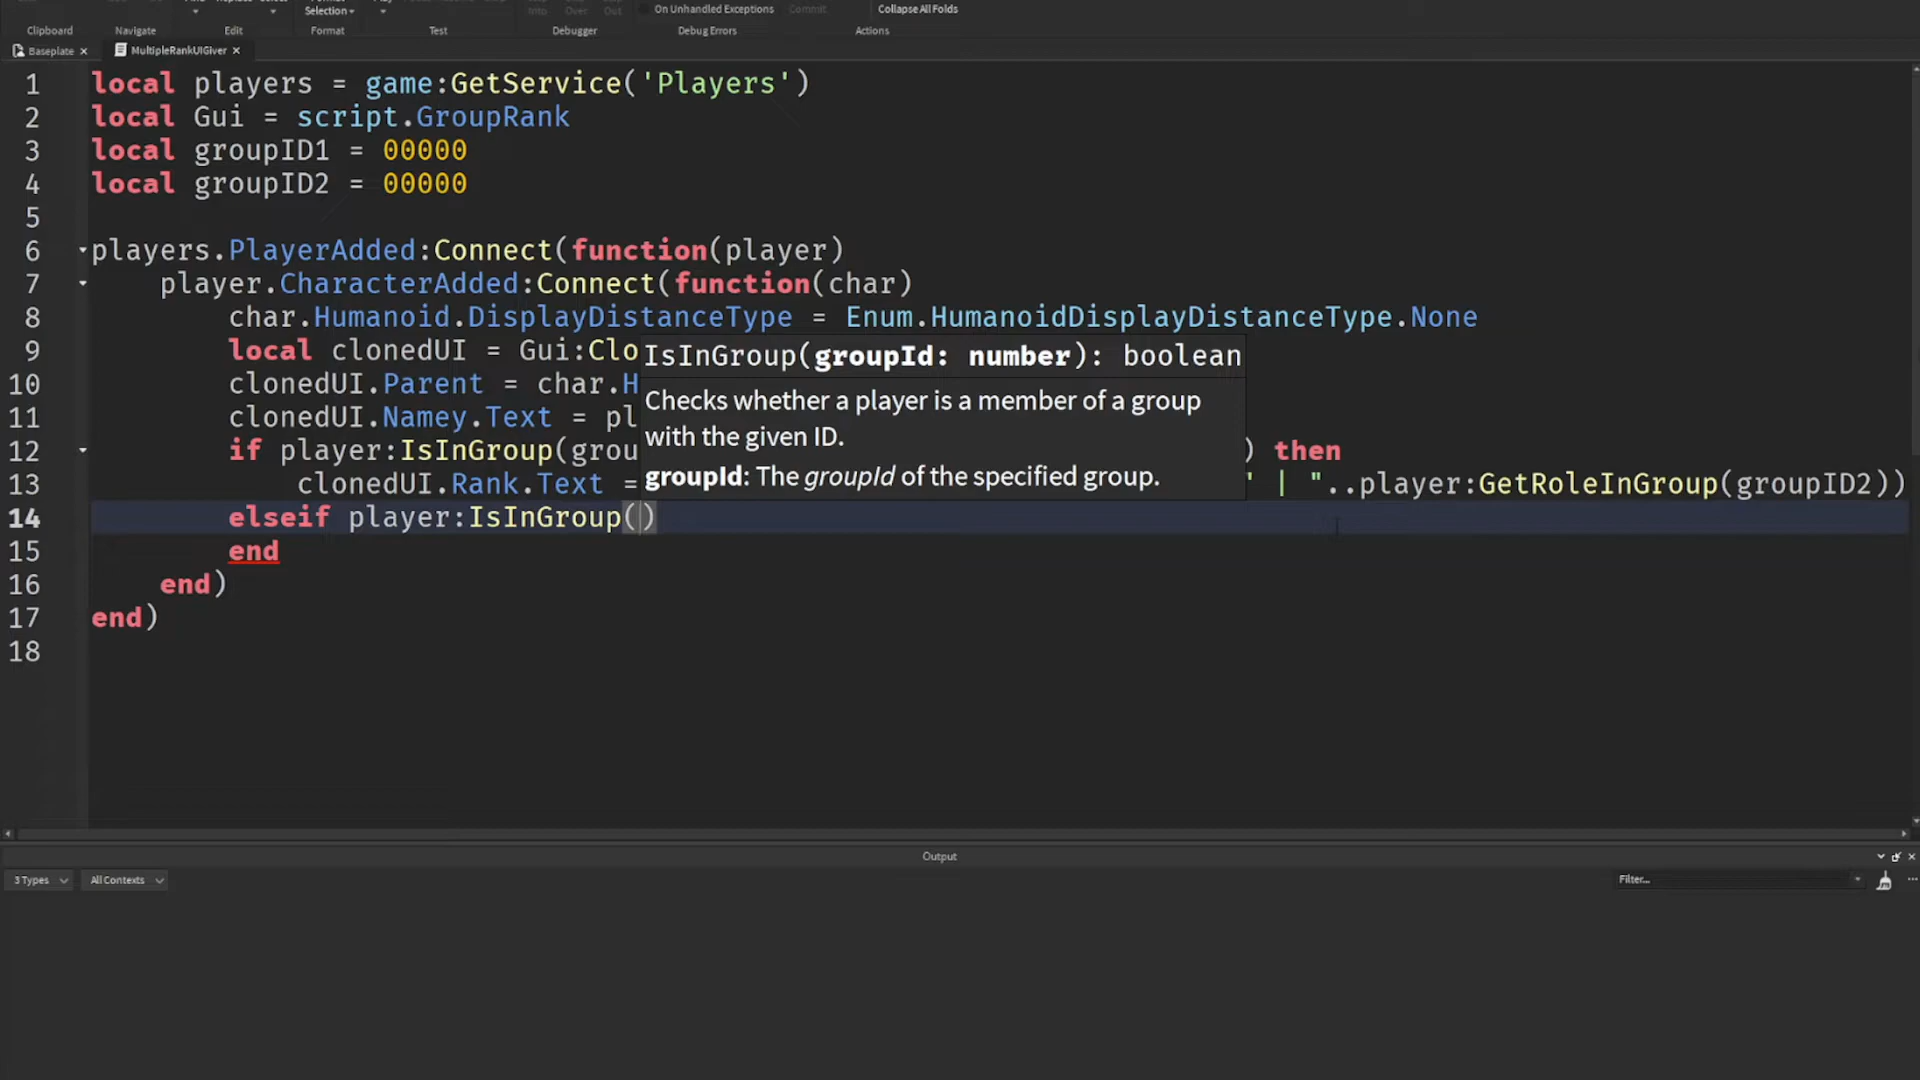 Selection
On Unhandled Exceptions
Commit
Collapse All Folds
Into
Over
Out
Clipboard
Navigate
Edit
Format
Test
Debugger
Debug Errors
Actions
Baseplate ×
MultipleRankUIGiver ×
1 local players = game:GetService('Players')
2 local Gui = script.GroupRank
3 local groupID1 = 00000
4 local groupID2 = 00000
5
6 players.PlayerAdded:Connect(function(player)
7 player.CharacterAdded:Connect(function(char)
8 char.Humanoid.DisplayDistanceType = Enum.HumanoidDisplayDistanceType.None
9 local clonedUI = Gui:Clo
IsInGroup(groupId: number): boolean
10 clonedUI.Parent = char.H
Checks whether a player is a member of a group
11 clonedUI.Namey.Text = pl
with the given ID.
12 if player:IsInGroup(grou
) then
groupId: The groupId of the specified group.
13 clonedUI.Rank.Text =
' | "..player:GetRoleInGroup(groupID2))
14 elseif player:IsInGroup()
15 end
16 end)
17 end)
18
Output
3 Types
All Contexts
Filter...